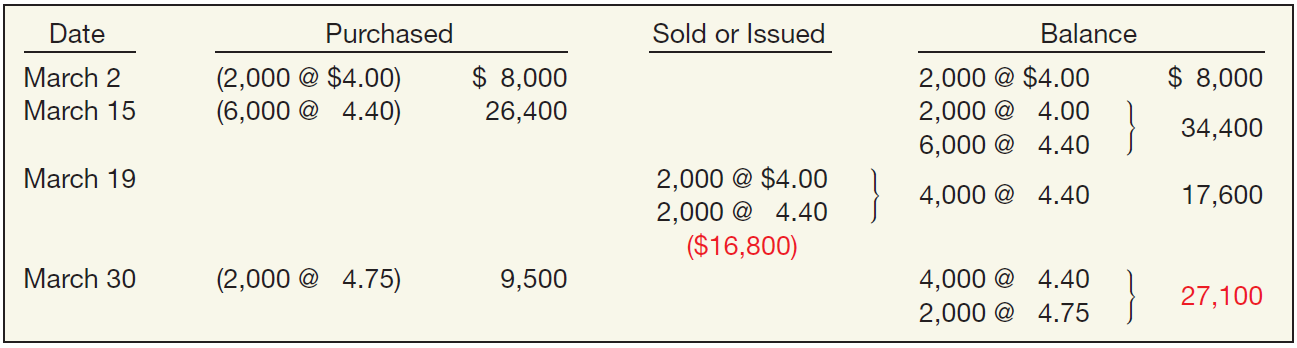 Date Purchased Sold or Issued Balance
March 2 (2,000 @ $4.00) $ 8,000 2,000 @ $4.00 $ 8,000
March 15 (6,000 @ 4.40) 26,400 2,000 @ 4.00
34,400
6,000 @ 4.40
March 19 2,000 @ $4.00
4,000 @ 4.40 17,600
2,000 @ 4.40
($16,800)
March 30 (2,000 @ 4.75) 9,500 4,000 @ 4.40
27,100
2,000 @ 4.75